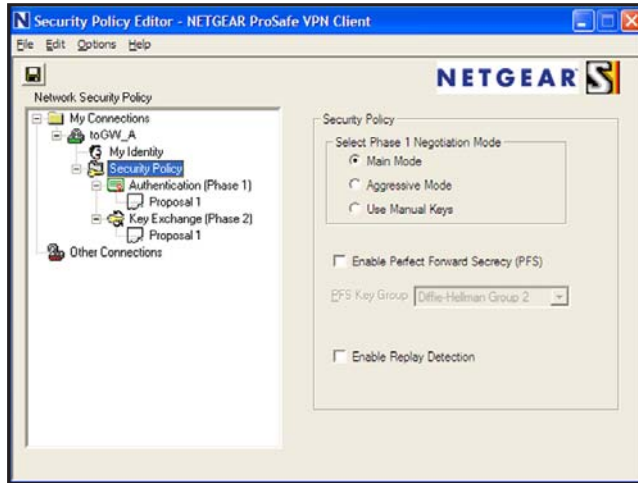 N Security Policy Editor - NETGEAR ProSafe VPN Client
File Edit Options Help
NETGEAR
Network Security Policy
My Connections
toGW_A
My Identity
Security Policy
Authentication (Phase 1)
Proposal 1
Key Exchange (Phase 2)
Proposal 1
Other Connections
Security Policy
Select Phase 1 Negotiation Mode
Main Mode
Aggressive Mode
Use Manual Keys
Enable Perfect Forward Secrecy (PFS)
PFS Key Group Diffie-Hellman Group 2
Enable Replay Detection